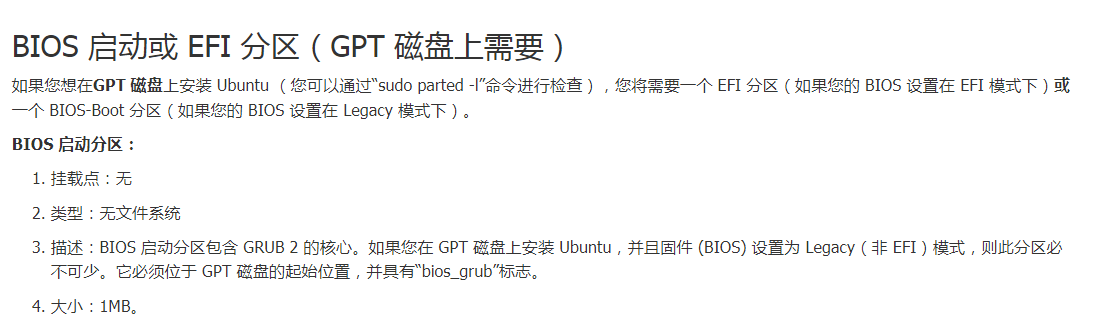 BIOS 启动或 EFI 分区（GPT 磁盘上需要）
如果您想在GPT 磁盘上安装 Ubuntu （您可以通过“sudo parted -l”命令进行检查），您将需要一个 EFI 分区（如果您的 BIOS 设置在 EFI 模式下）或
一个 BIOS-Boot 分区（如果您的 BIOS 设置在 Legacy 模式下）。
BIOS 启动分区：
1. 挂载点：无
2. 类型：无文件系统
3. 描述：BIOS 启动分区包含 GRUB 2 的核心。如果您在 GPT 磁盘上安装 Ubuntu，并且固件 (BIOS) 设置为 Legacy（非 EFI）模式，则此分区必
不可少。它必须位于 GPT 磁盘的起始位置，并具有“bios_grub”标志。
4. 大小：1MB。